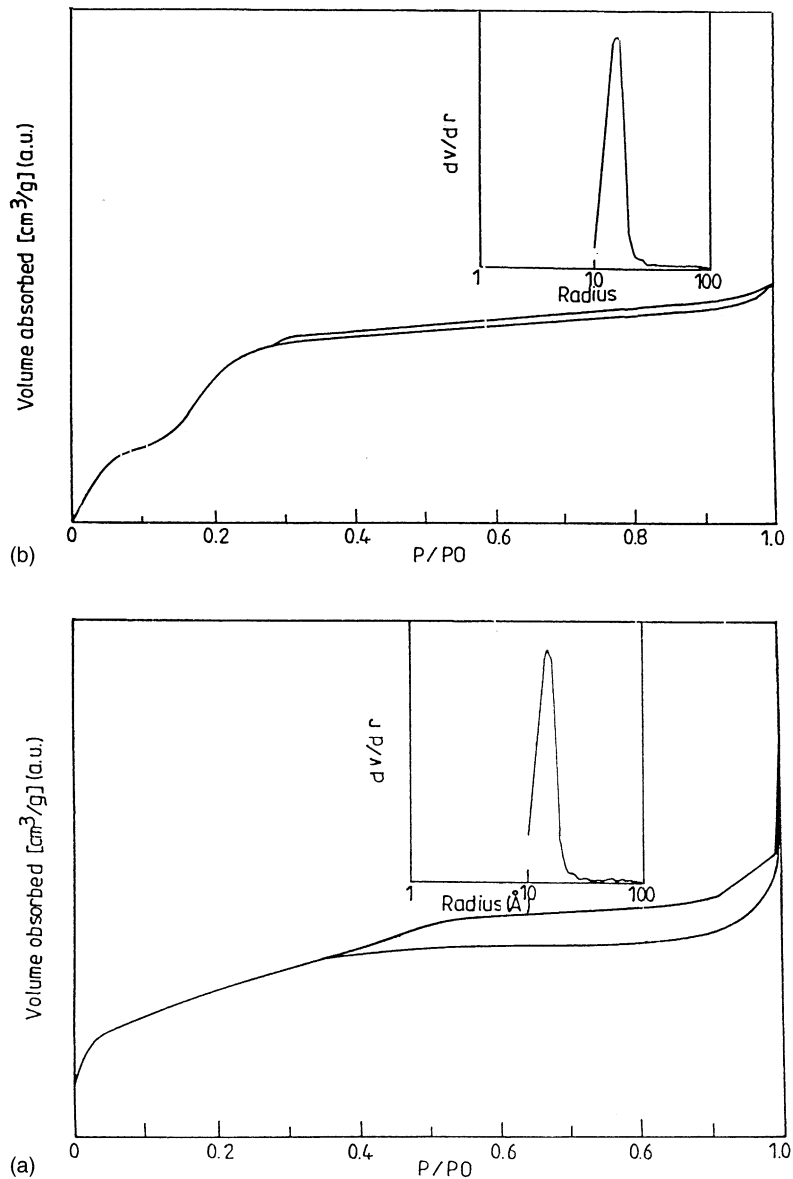 Volume absorbed [cm³/g] (a.u.)
dv/dr
1 10 100
Radius
0 0.2 0.4 0.6 0.8 1.0
P/PO
(b)
Volume obsorbed [cm³/g] (a.u.)
dv/dr
1 10 100
Radius (Å)
0 0.2 0.4 0.6 0.6 1.0
P/PO
(a)